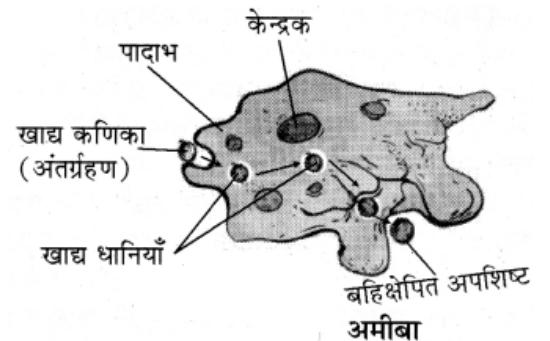 केन्द्रक
पादाभ
खाद्य कणिका
(अंतर्ग्रहण)
खाद्य धानियाँ
बहिक्षेपित अपशिष्ट
अमीबा